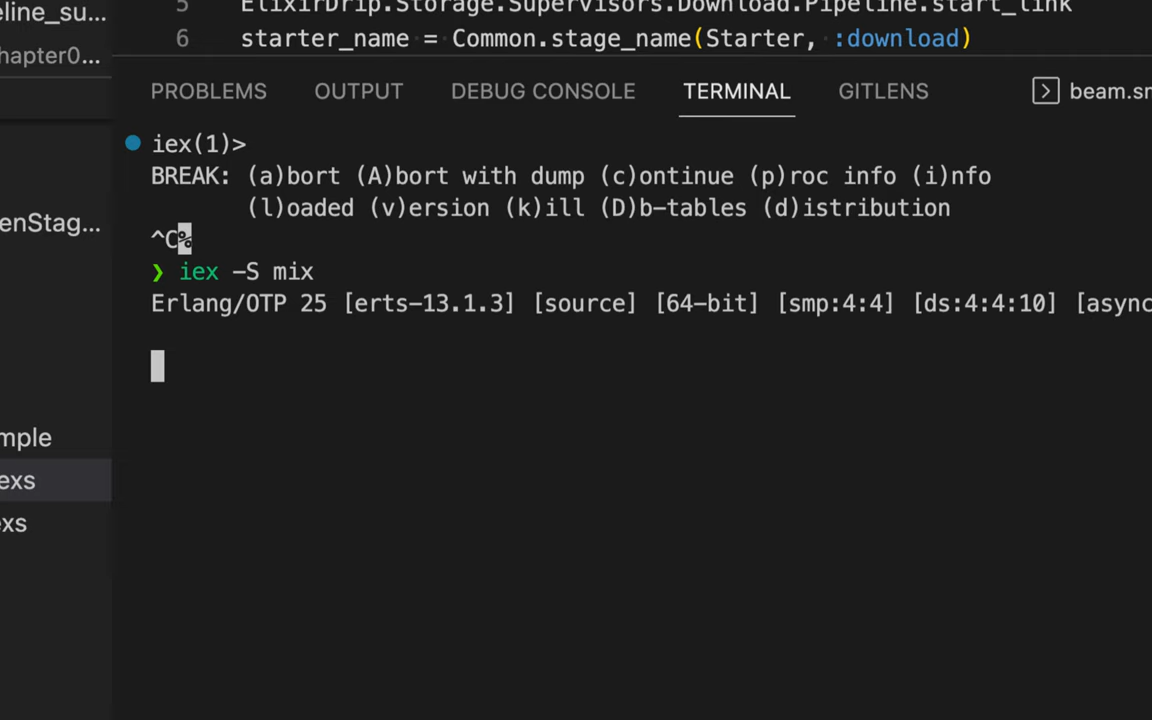 eline_su...
hapter0...
enStag...
mple
exs
exs
5 ElixirDrip.Storage.Supervisors.Download.Pipeline.start_link
6 starter_name = Common.stage_name(Starter, :download)
PROBLEMS OUTPUT DEBUG CONSOLE TERMINAL GITLENS beam.sm
iex(1)>
BREAK: (a)bort (A)bort with dump (c)ontinue (p)roc info (i)nfo
(l)oaded (v)ersion (k)ill (D)b-tables (d)istribution
^C%
❯ iex -S mix
Erlang/OTP 25 [erts-13.1.3] [source] [64-bit] [smp:4:4] [ds:4:4:10] [async